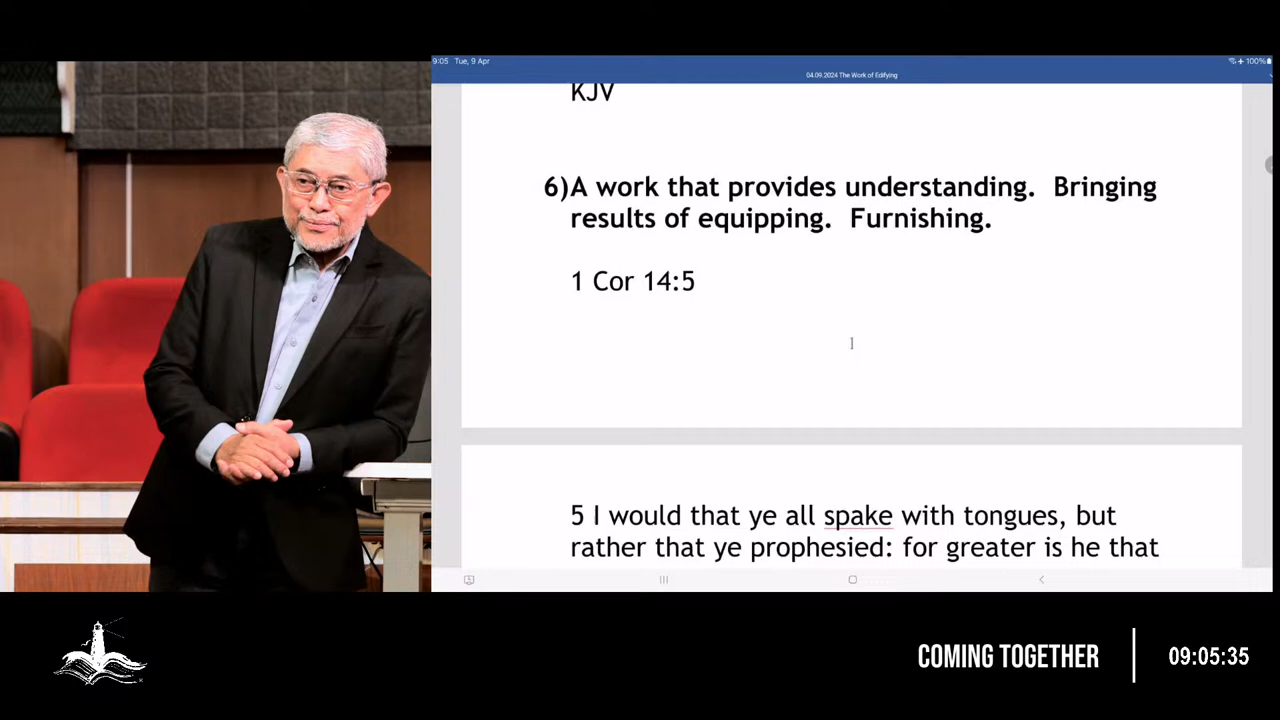 9:05 Tue, 9 Apr
100%
04.09.2024 The Work of Edifying
KJV
6)A work that provides understanding. Bringing
results of equipping. Furnishing.
1 Cor 14:5
5 I would that ye all spake with tongues, but
rather that ye prophesied: for greater is he that
COMING TOGETHER
09:05:35